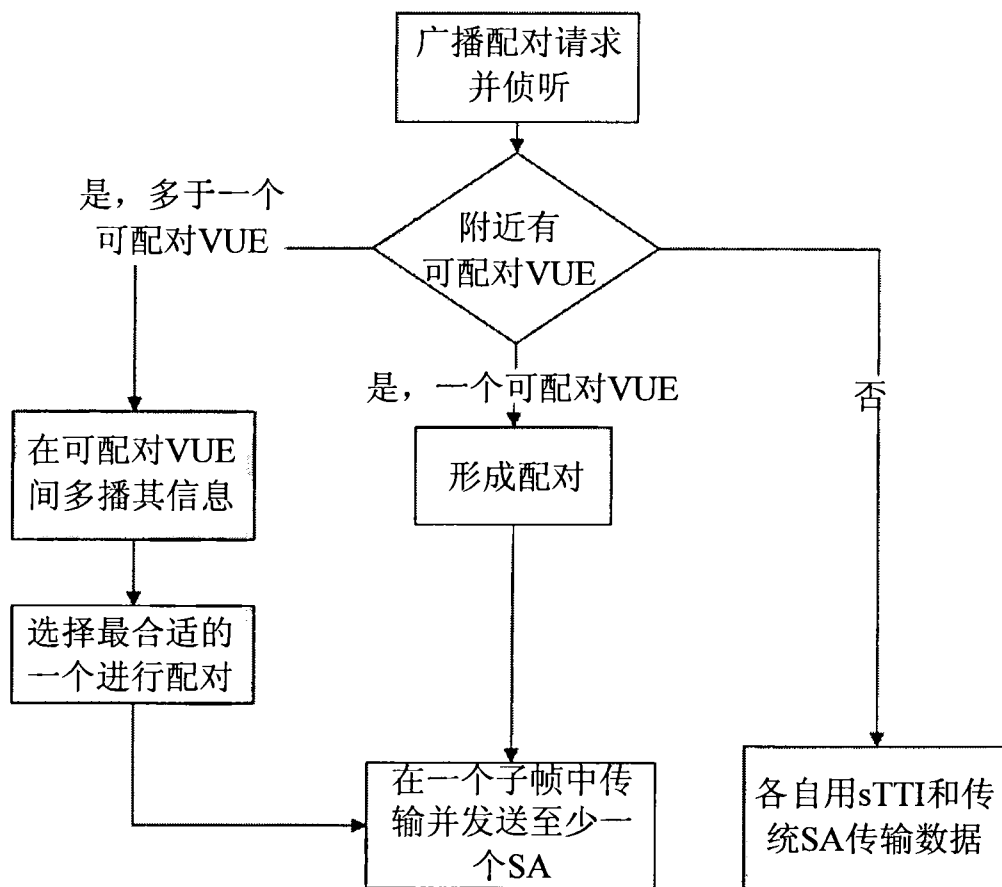 广播配对请求
并侦听
附近有
可配对VUE
是，多于一个
可配对VUE
是，一个可配对VUE
否
在可配对VUE
间多播其信息
形成配对
选择最合适的
一个进行配对
在一个子帧中传
输并发送至少一
个SA
各自用sTTI和传
统SA传输数据